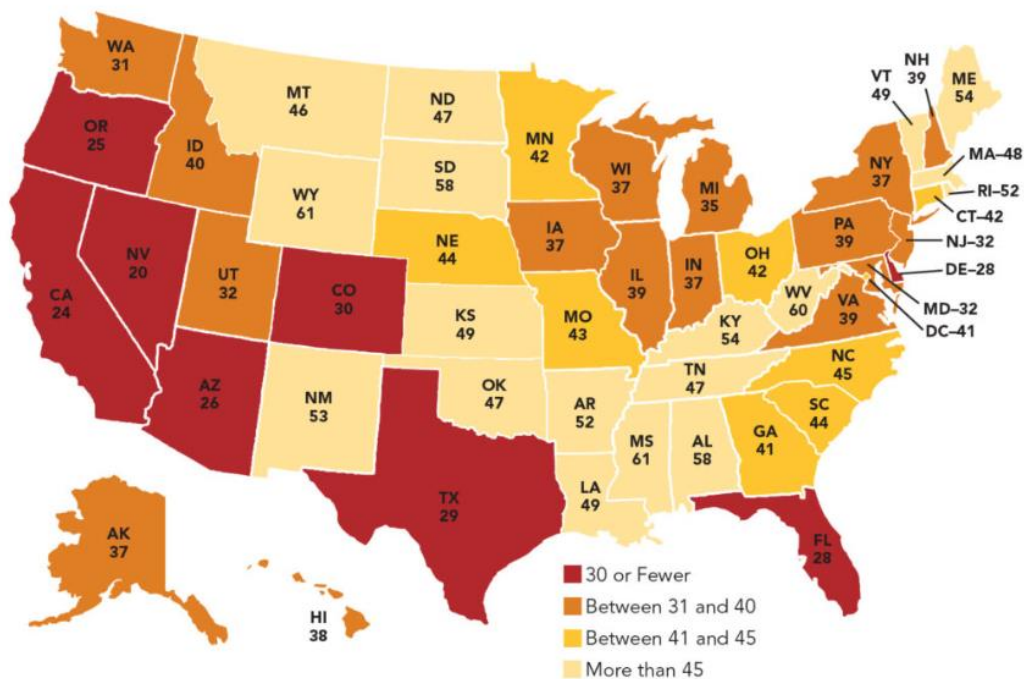 WA
31
OR
25
CA
24
NV
20
ID
40
MT
46
WY
61
UT
32
AZ
26
CO
30
NM
53
ND
47
SD
58
NE
44
KS
49
OK
47
TX
29
MN
42
IA
37
MO
43
AR
52
LA
49
WI
37
IL
39
MI
35
IN
37
OH
42
KY
54
TN
47
MS
61
AL
58
GA
41
FL
28
SC
44
NC
45
WV
60
VA
39
PA
39
NY
37
VT
49
NH
39
ME
54
MA–48
RI–52
CT–42
NJ–32
DE–28
MD–32
DC–41
AK
37
HI
38
30 or Fewer
Between 31 and 40
Between 41 and 45
More than 45